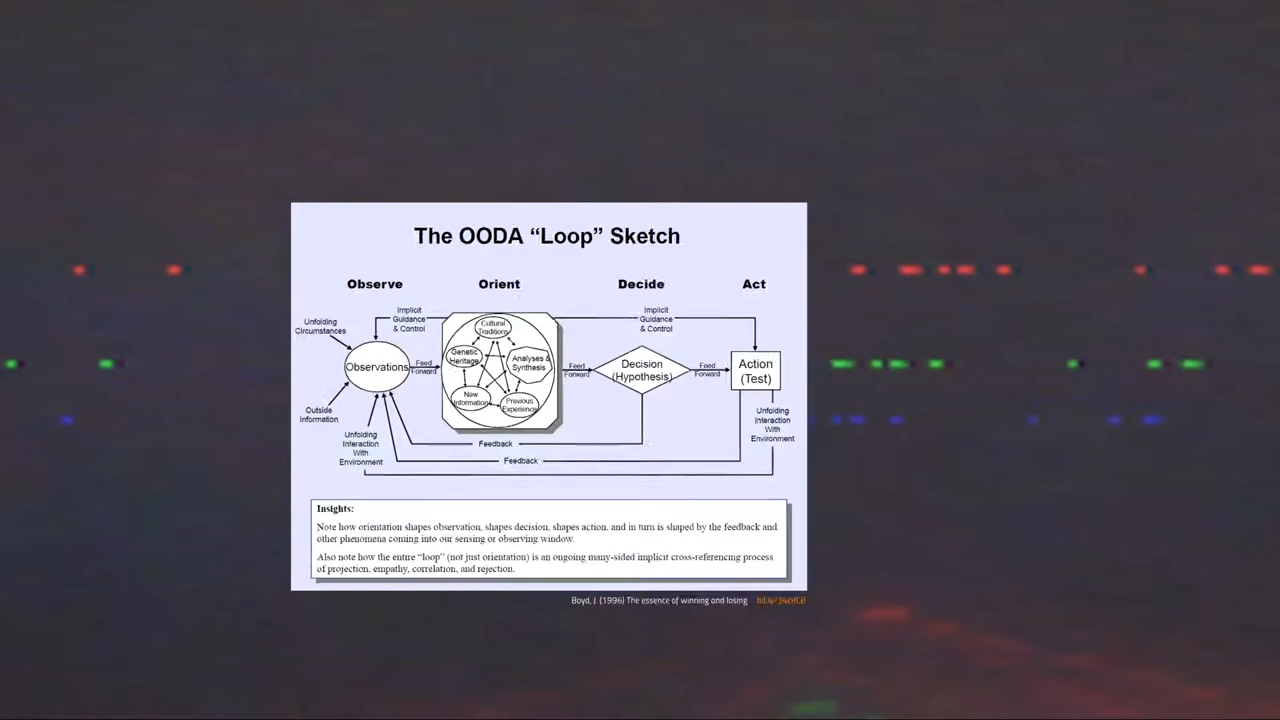 The OODA “Loop” Sketch
Observe
Orient
Decide
Act
Implicit
Guidance
& Control
Implicit
Guidance
& Control
Unfolding
Circumstances
Cultural
Traditions
Genetic
Heritage
Analyses &
Synthesis
New
Information
Previous
Experience
Observations
Feed
Forward
Feed
Forward
Decision
(Hypothesis)
Feed
Forward
Action
(Test)
Outside
Information
Unfolding
Interaction
With
Environment
Unfolding
Interaction
With
Environment
Feedback
Feedback
Insights:
Note how orientation shapes observation, shapes decision, shapes action, and in turn is shaped by the feedback and
other phenomena coming into our sensing or observing window.
Also note how the entire “loop” (not just orientation) is an ongoing many-sided implicit cross-referencing process
of projection, empathy, correlation, and rejection.
Boyd, J. (1996) The essence of winning and losing